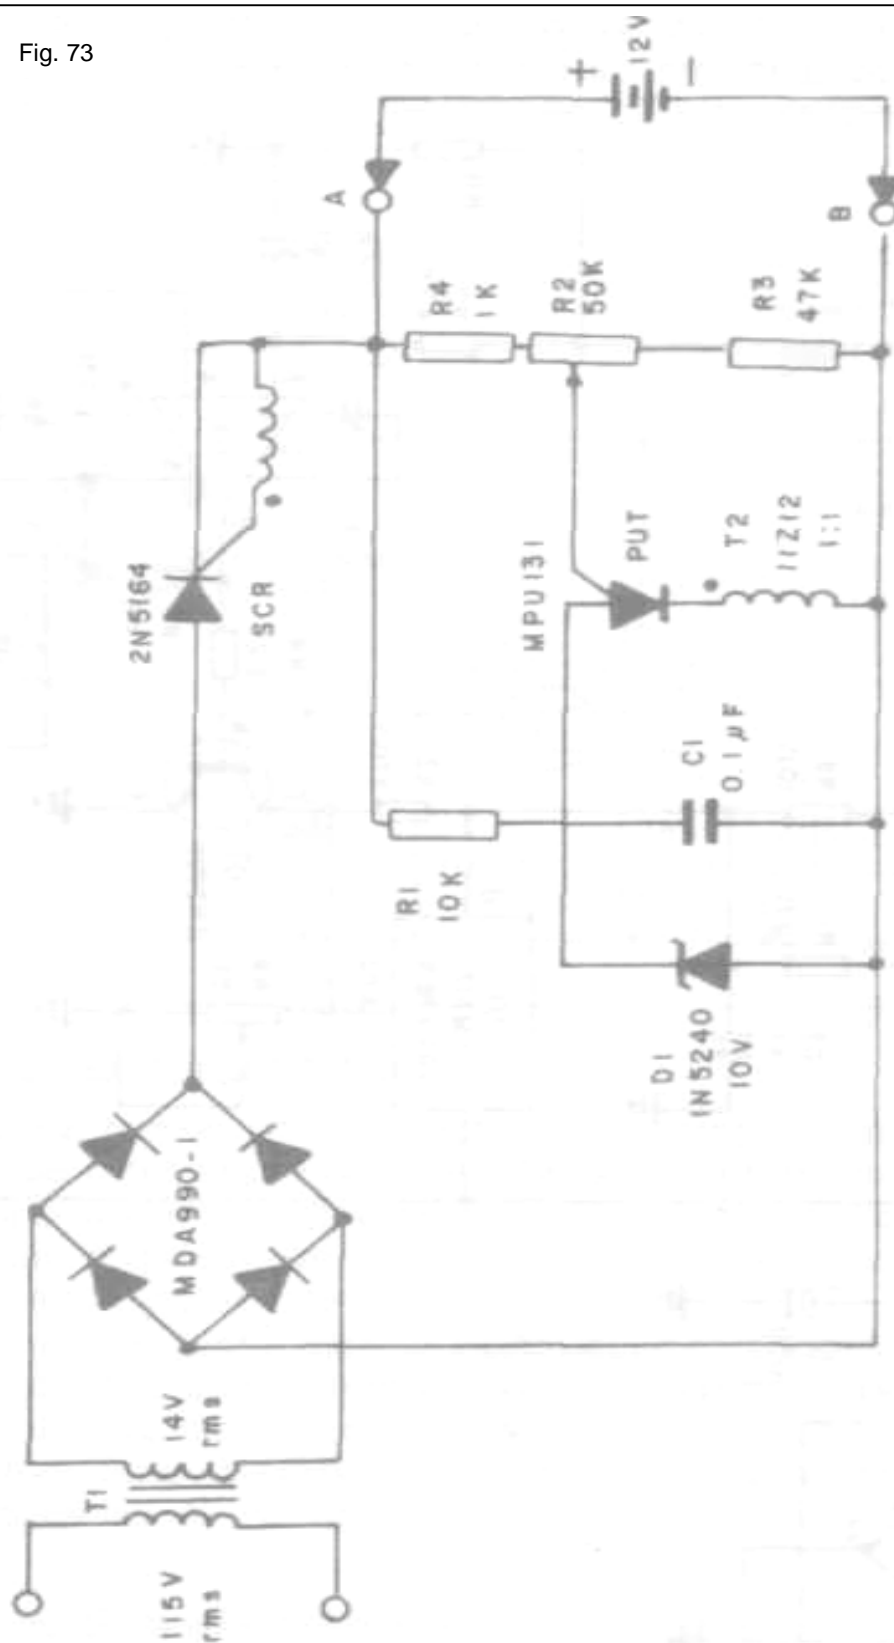 Fig. 73
+
12V
−
A
B
R4
1K
R2
50K
R3
47K
2N5164
SCR
MPU131
PUT
T2
11Z12
1:1
R1
10K
C1
0.1µF
D1
1N5240
10V
MDA990-1
14V
rms
T1
115V
rms